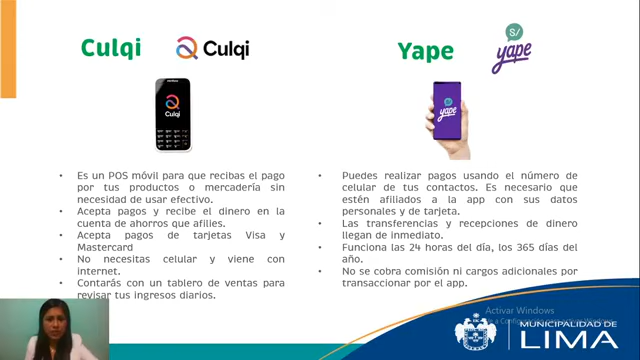 Culqi
Culqi
Culqi
• Es un POS móvil para que recibas el pago
por tus productos o mercadería sin
necesidad de usar efectivo.
• Acepta pagos y recibe el dinero en la
cuenta de ahorros que afilies.
• Acepta pagos de tarjetas Visa y
Mastercard
• No necesitas celular y viene con
internet.
• Contarás con un tablero de ventas para
revisar tus ingresos diarios.
Yape
S/
yape
yape
• Puedes realizar pagos usando el número de
celular de tus contactos. Es necesario que
estén afiliados a la app con sus datos
personales y de tarjeta.
• Las transferencias y recepciones de dinero
llegan de inmediato.
• Funciona las 24 horas del día, los 365 días del
año.
• No se cobra comisión ni cargos adicionales por
transaccionar por el app.
Activar Windows
MUNICIPALIDAD DE
LIMA